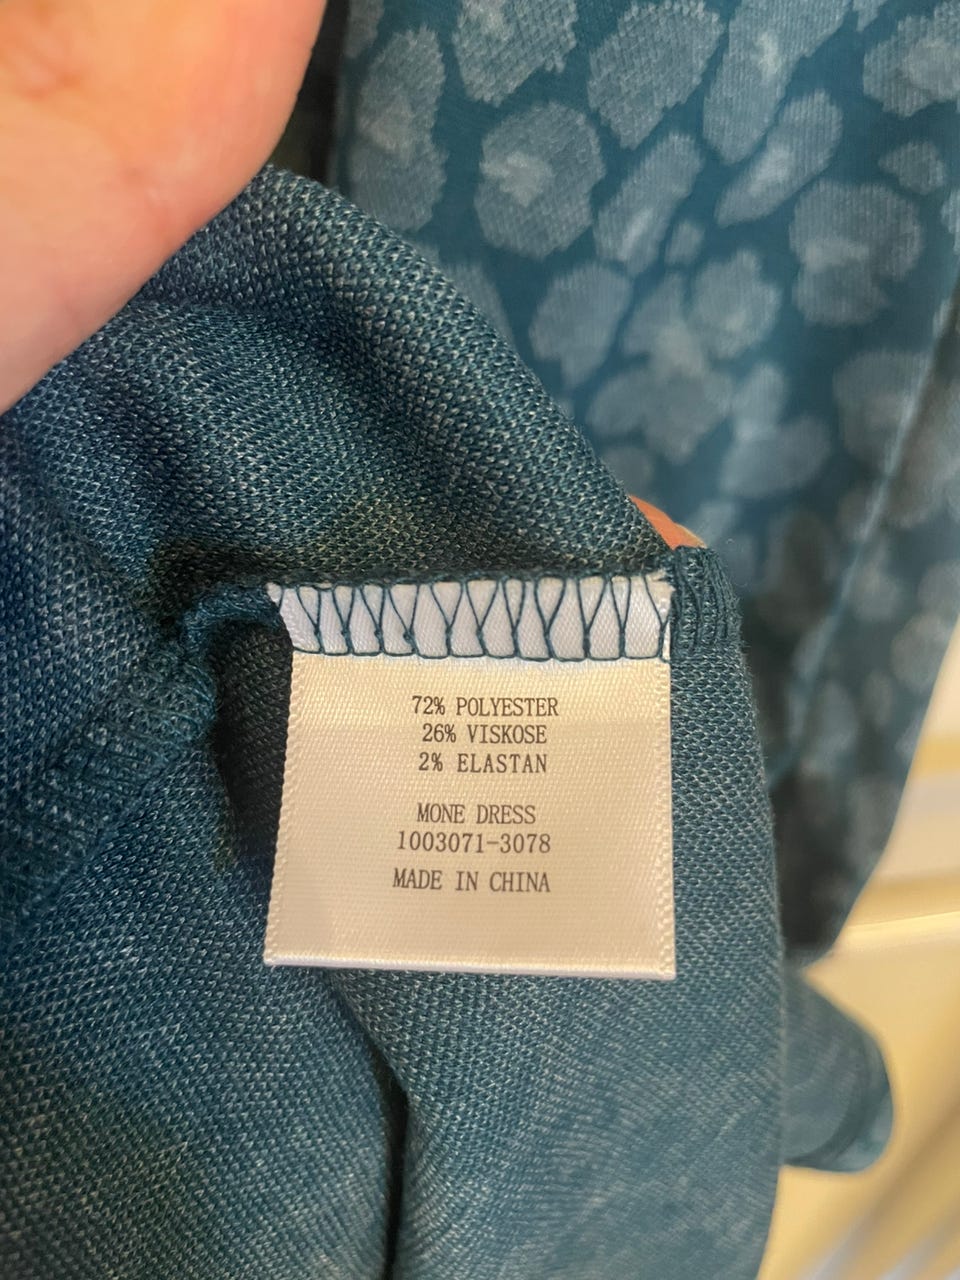 72% POLYESTER
26% VISKOSE
2% ELASTAN
MONE DRESS
1003071-3078
MADE IN CHINA